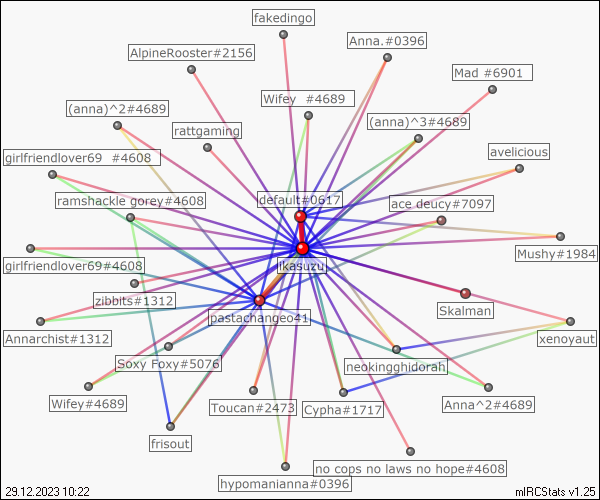 fakedingo
Anna.#0396
AlpineRooster#2156
Mad #6901
Wifey #4689
(anna)^2#4689
(anna)^3#4689
rattgaming
girlfriendlover69 #4608
avelicious
ramshackle gorey#4608
default#0617
ace deucy#7097
Mushy#1984
girlfriendlover69#4608
ikasuzu
zibbits#1312
Skalman
pastachangeo41
Annarchist#1312
xenoyaut
Soxy Foxy#5076
neokingghidorah
Wifey#4689
Toucan#2473
Cypha#1717
Anna^2#4689
frisout
no cops no laws no hope#4608
hypomanianna#0396
29.12.2023 10:22
mIRCStats v1.25